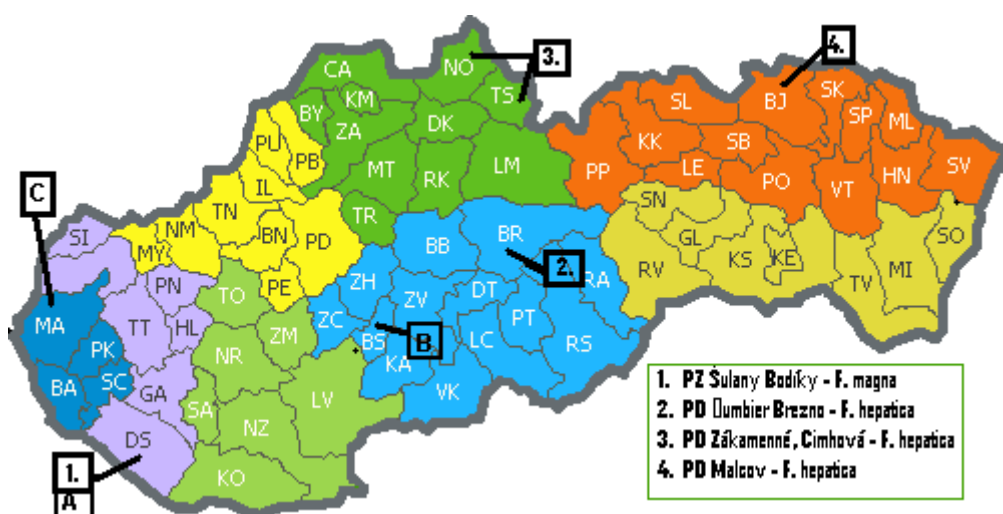 CA
NO
3.
4.
TS
BY
KM
ZA
DK
SL
BJ
SK
SP
ML
PU
PB
MT
RK
LM
KK
SB
LE
PP
PO
VT
HN
SV
C
IL
TN
SI
NM
MY
BN
PD
TR
SN
GL
RV
KS
KE
TV
MI
SO
BB
BR
2.
RA
PE
PN
TO
ZH
ZV
DT
MA
TT
HL
ZM
ZC
BS
B
PT
LC
RS
PK
NR
KA
BA
SC
GA
SA
LV
VK
DS
NZ
KO
1.
A
1. PZ Šulany Bodíky - F. magna
2. PD Ďumbier Brezno - F. hepatica
3. PD Zákamenné, Cimhová - F. hepatica
4. PD Malcov - F. hepatica